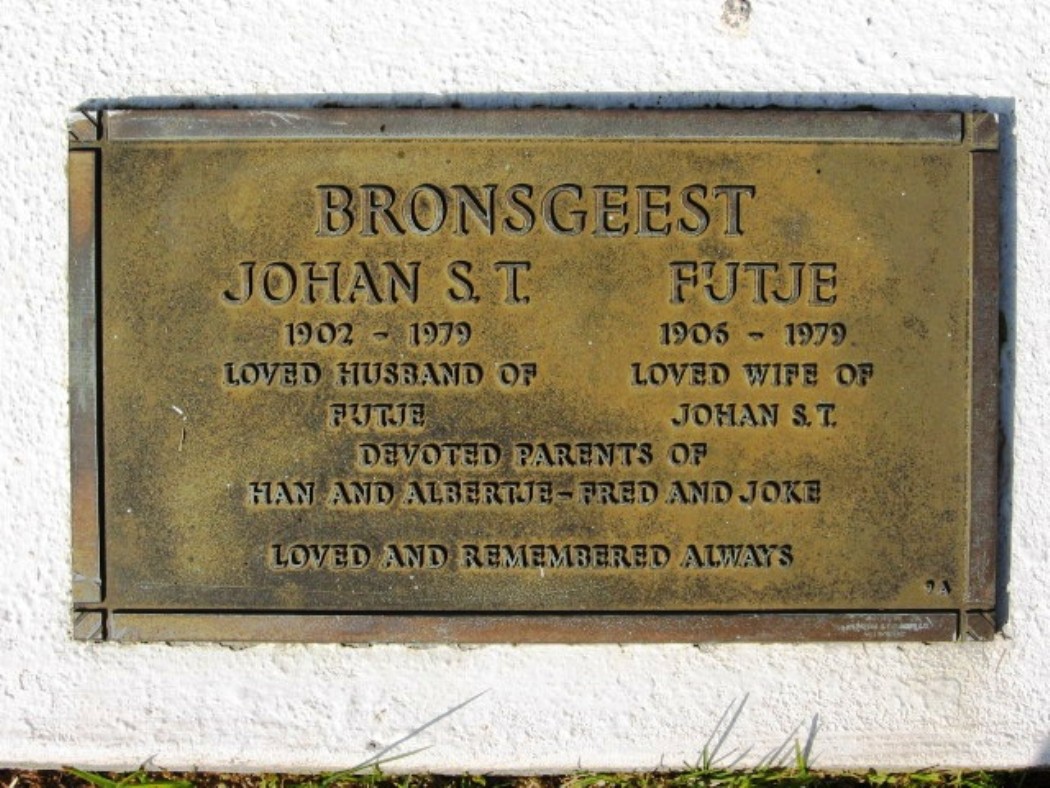 BRONSGEEST
JOHAN S.T. FUTJE
1902 - 1979 1906 - 1979
LOVED HUSBAND OF LOVED WIFE OF
FUTJE JOHAN S.T.
DEVOTED PARENTS OF
HAN AND ALBERTJE - FRED AND JOKE
LOVED AND REMEMBERED ALWAYS
9A